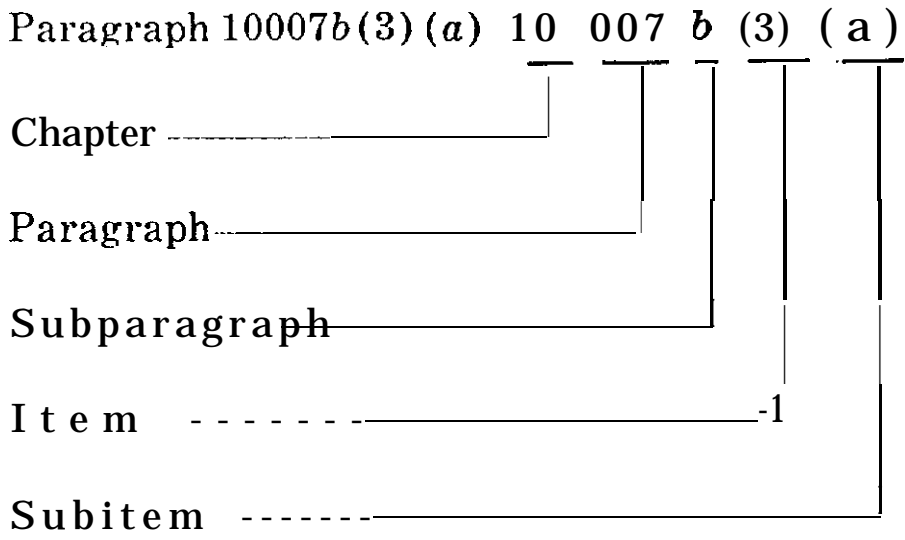 Paragraph 10007b(3)(a) 10 007 b (3) (a)
Chapter
Paragraph
Subparagraph
Item -------  -1
Subitem -------